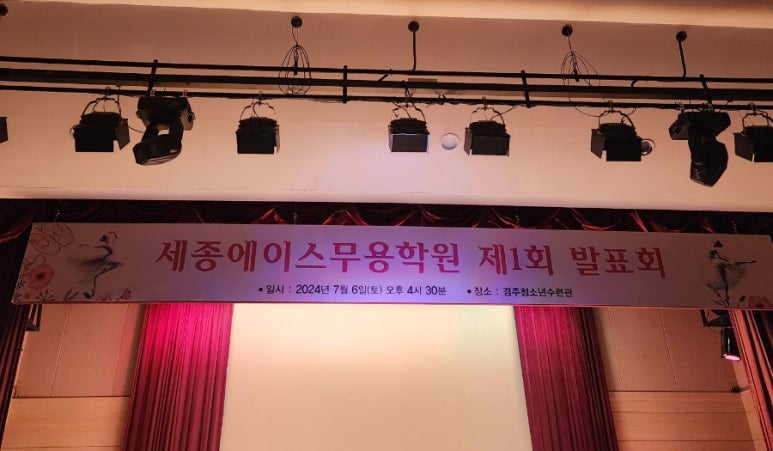 세종에이스무용학원 제1회 발표회
• 일시 : 2024년 7월 6일(토) 오후 4시 30분 • 장소 : 경주청소년수련관